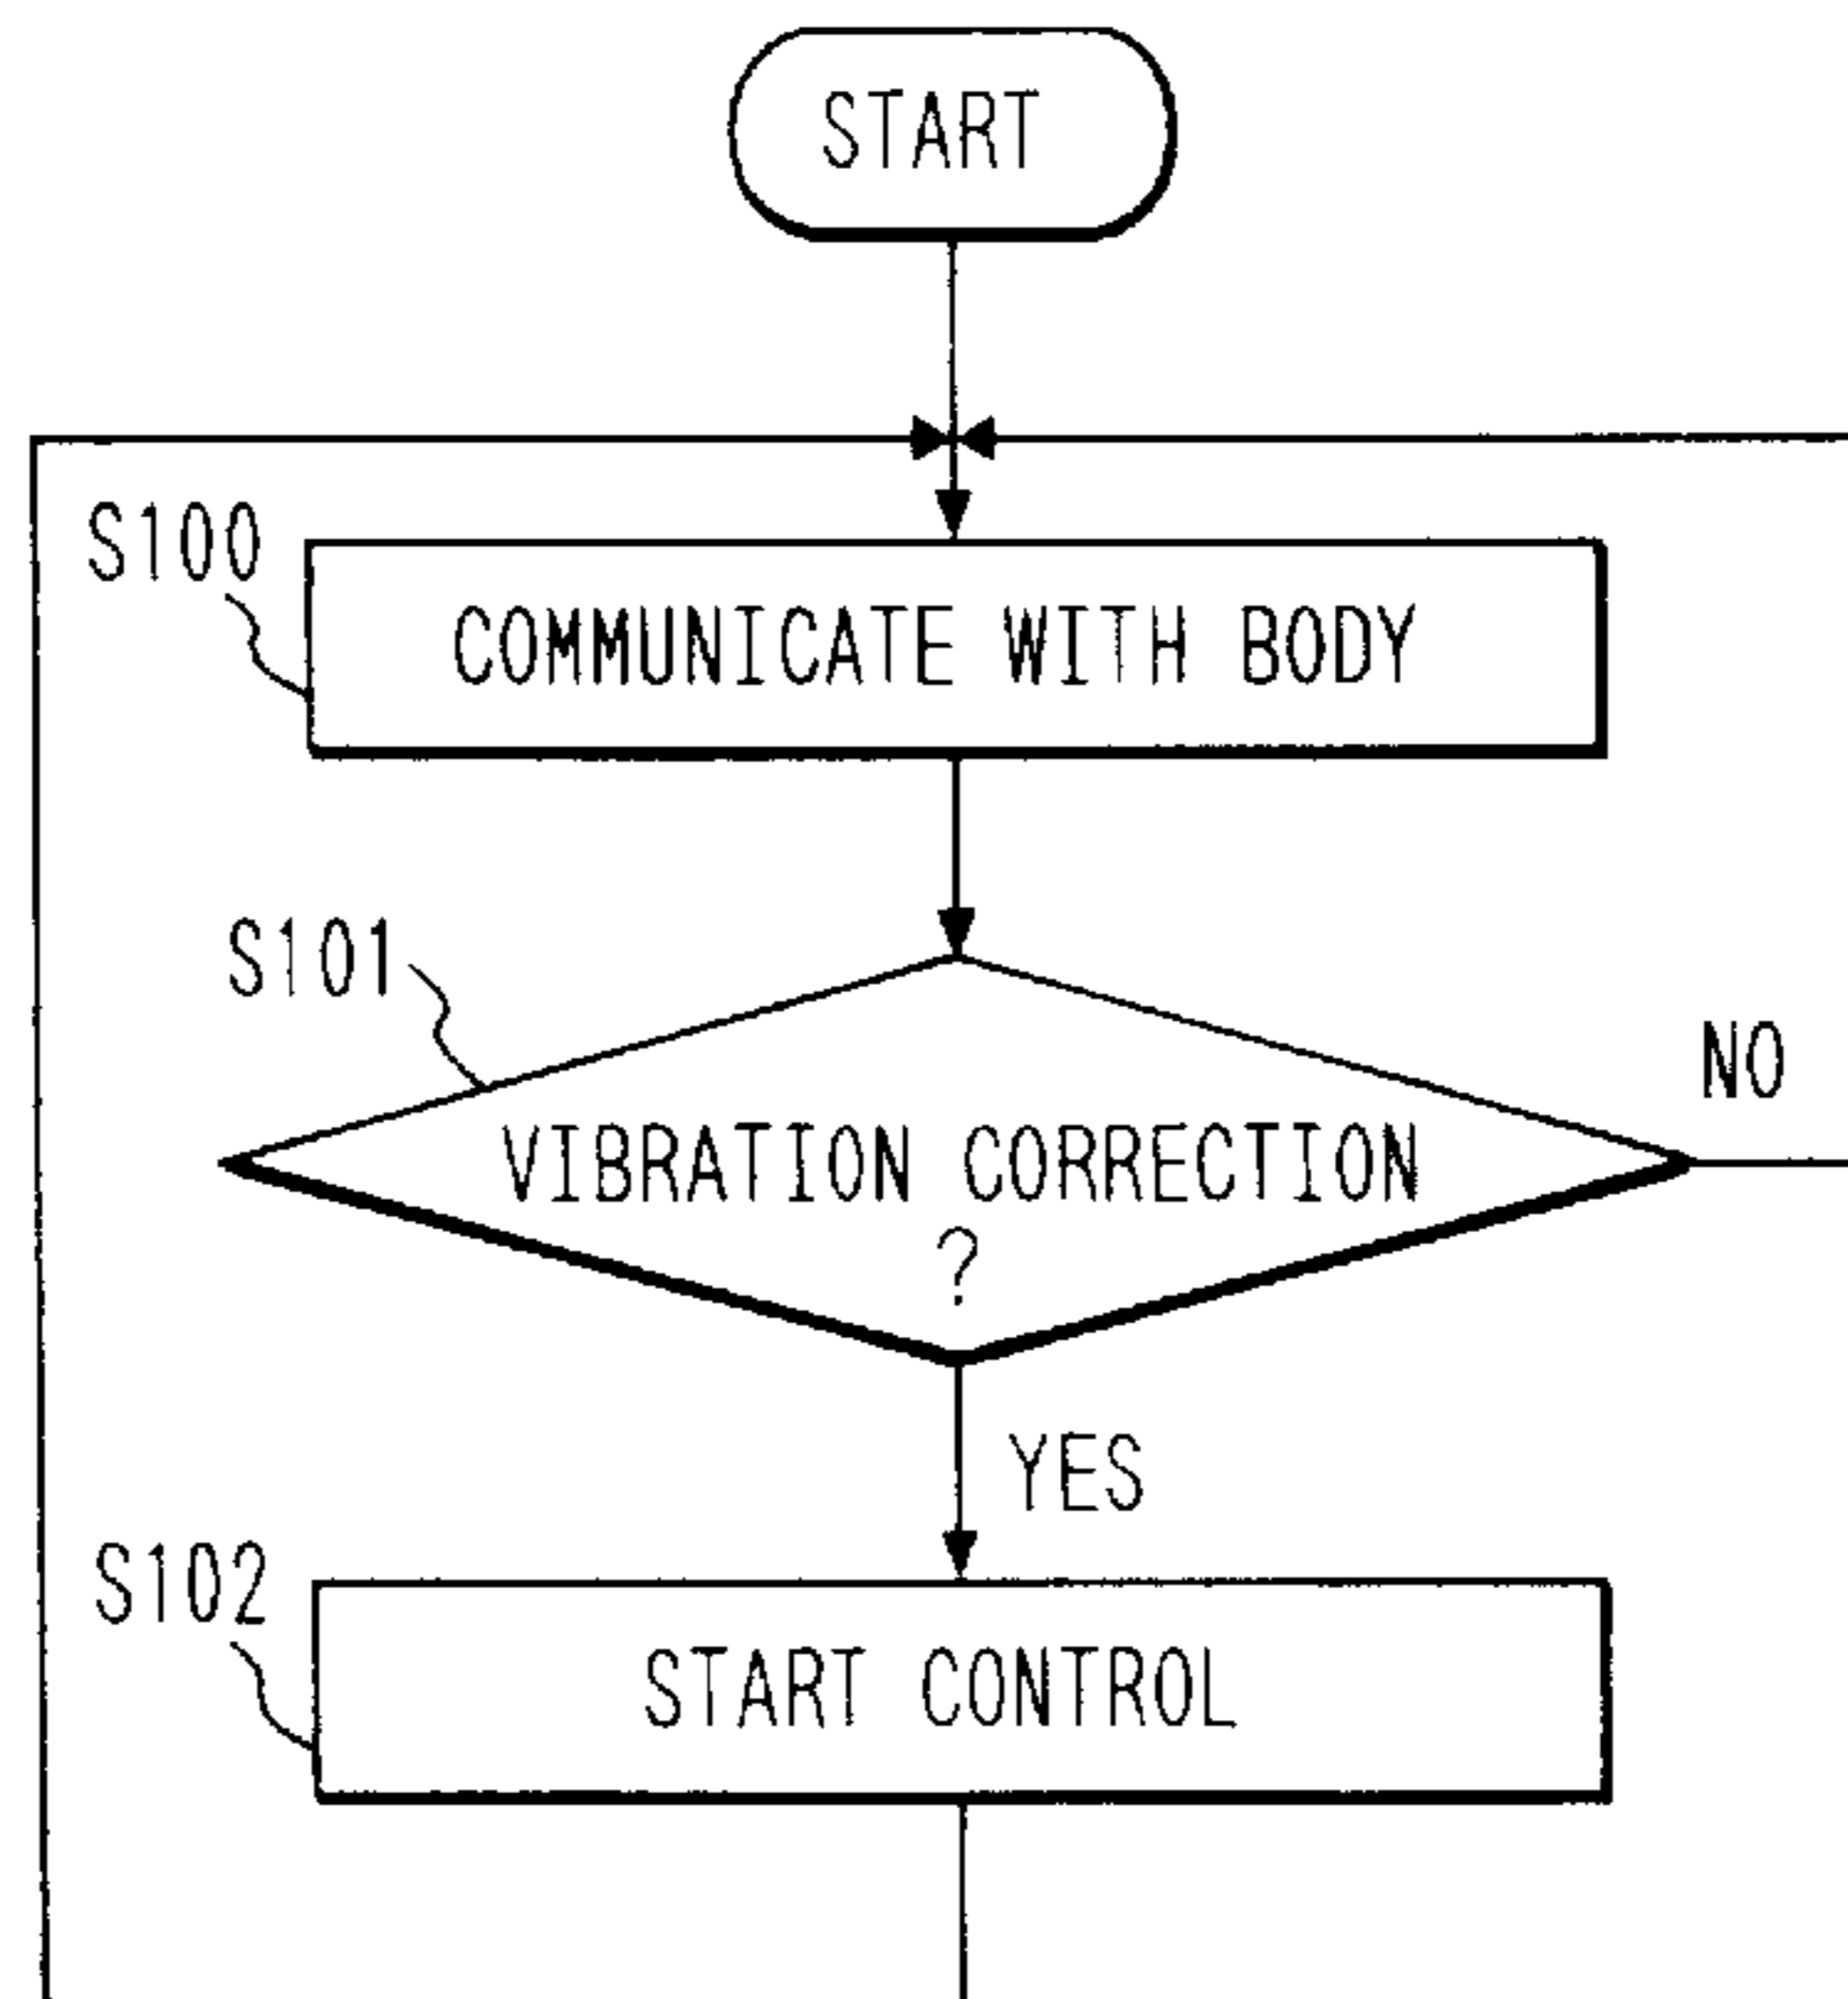 START
S100
COMMUNICATE WITH BODY
S101
NO
VIBRATION CORRECTION
?
YES
S102
START CONTROL